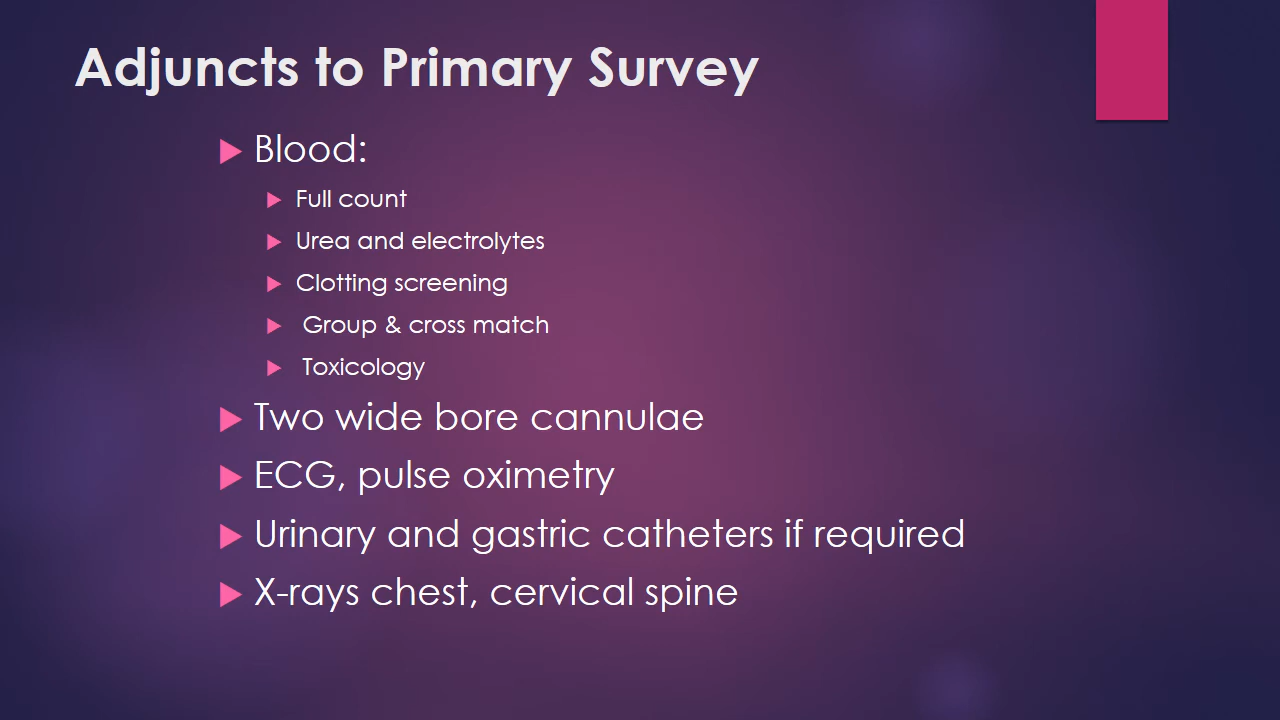 Adjuncts to Primary Survey
Blood:
Full count
Urea and electrolytes
Clotting screening
Group & cross match
Toxicology
Two wide bore cannulae
ECG, pulse oximetry
Urinary and gastric catheters if required
X-rays chest, cervical spine